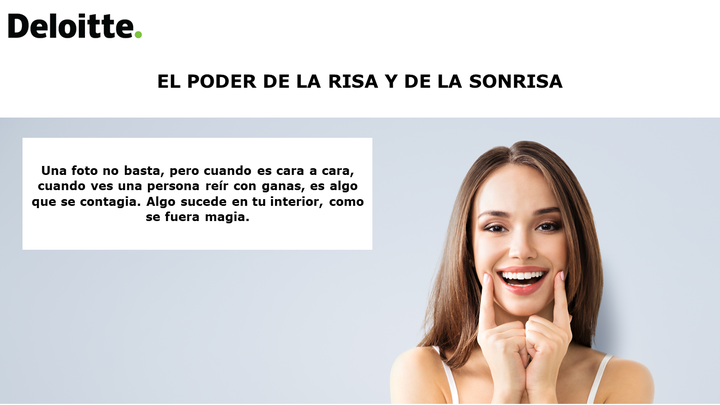 Deloitte.
EL PODER DE LA RISA Y DE LA SONRISA
Una foto no basta, pero cuando es cara a cara,
cuando ves una persona reír con ganas, es algo
que se contagia. Algo sucede en tu interior, como
se fuera magia.